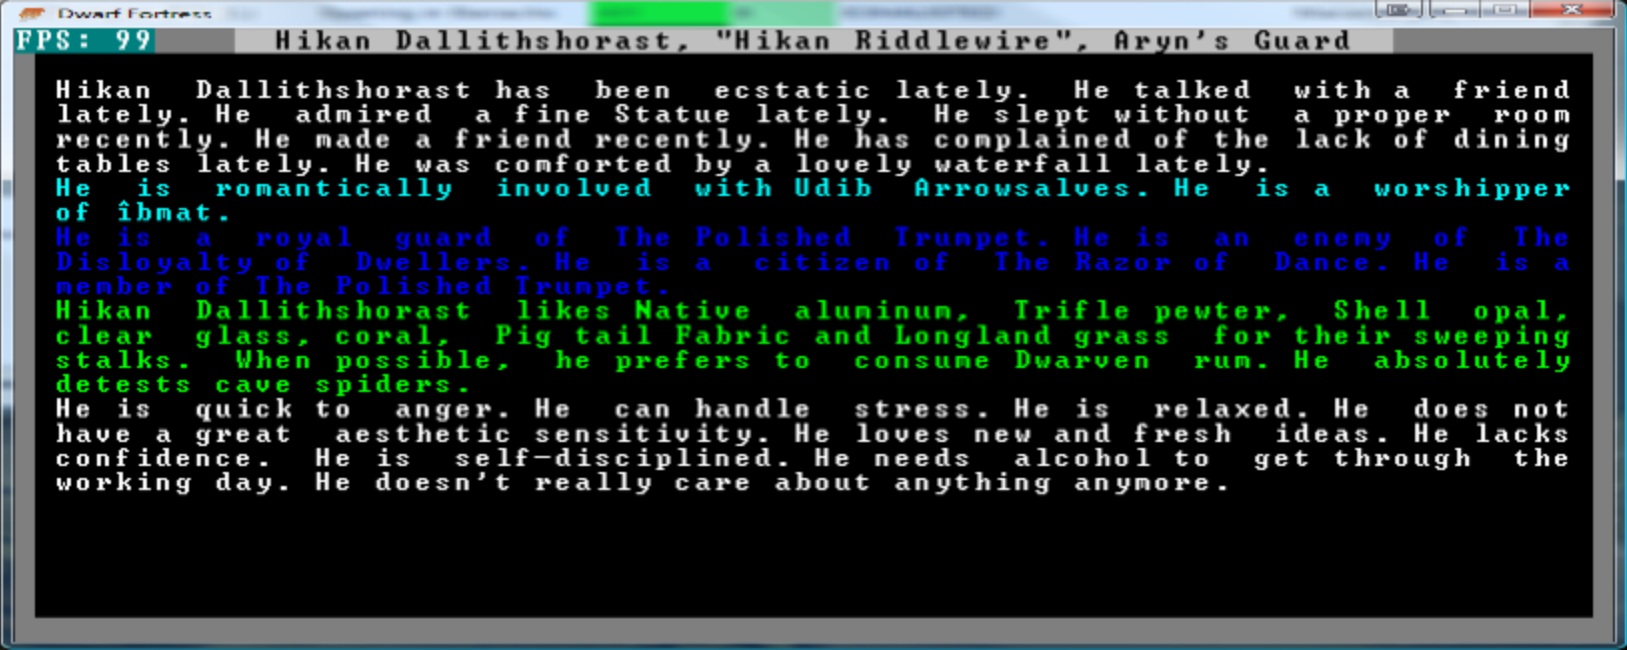 Dwarf Fortress
FPS: 99 Hikan Dallithshorast, "Hikan Riddlewire", Aryn's Guard
Hikan Dallithshorast has been ecstatic lately. He talked with a friend
lately. He admired a fine Statue lately. He slept without a proper room
recently. He made a friend recently. He has complained of the lack of dining
tables lately. He was comforted by a lovely waterfall lately.
He is romantically involved with Udib Arrowsalves. He is a worshipper
of îbmat.
He is a royal guard of The Polished Trumpet. He is an enemy of The
Disloyalty of Dwellers. He is a citizen of The Razor of Dance. He is a
member of The Polished Trumpet.
Hikan Dallithshorast likes Native aluminum, Trifle pewter, Shell opal,
clear glass, coral, Pig tail Fabric and Longland grass for their sweeping
stalks. When possible, he prefers to consume Dwarven rum. He absolutely
detests cave spiders.
He is quick to anger. He can handle stress. He is relaxed. He does not
have a great aesthetic sensitivity. He loves new and fresh ideas. He lacks
confidence. He is self-disciplined. He needs alcohol to get through the
working day. He doesn't really care about anything anymore.